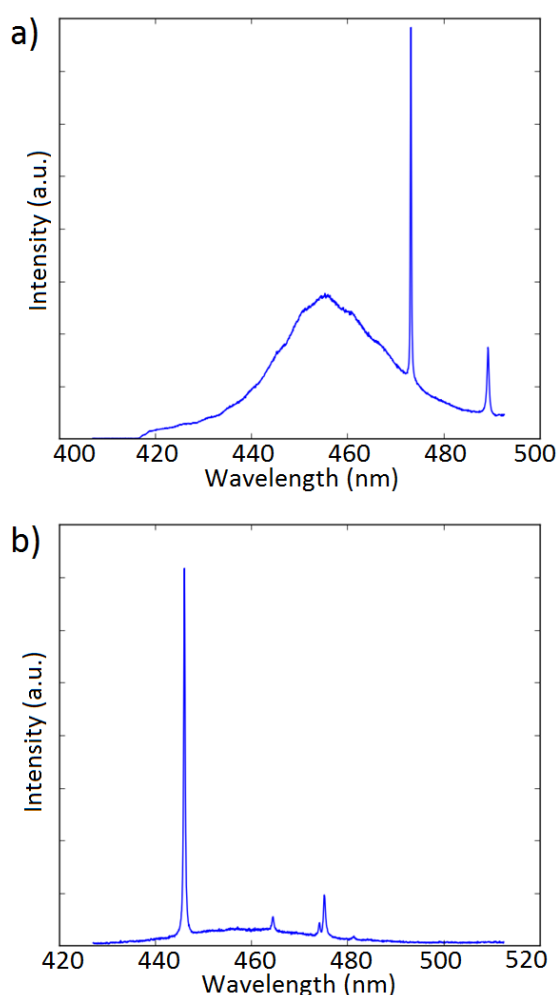 a)
Intensity (a.u.)
400 420 440 460 480 500
Wavelength (nm)
b)
Intensity (a.u.)
420 440 460 480 500 520
Wavelength (nm)